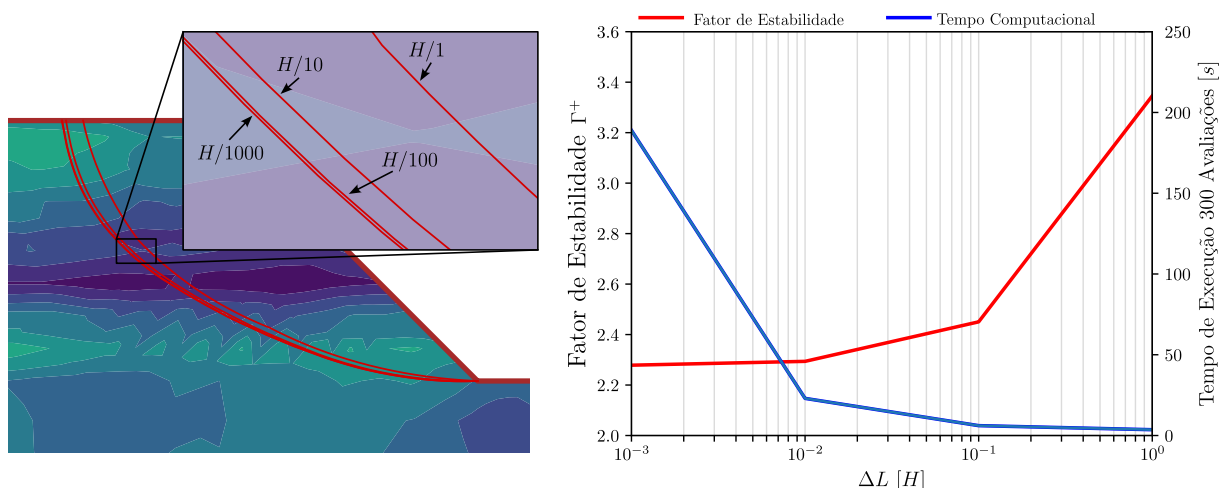 H/1
H/10
H/1000
H/100
Fator de Estabilidade
Tempo Computacional
3.6
3.4
3.2
3.0
2.8
2.6
2.4
2.2
2.0
Fator de Estabilidade Γ⁺
250
200
150
100
50
0
Tempo de Execução 300 Avaliações [s]
10⁻³
10⁻²
10⁻¹
10⁰
ΔL [H]